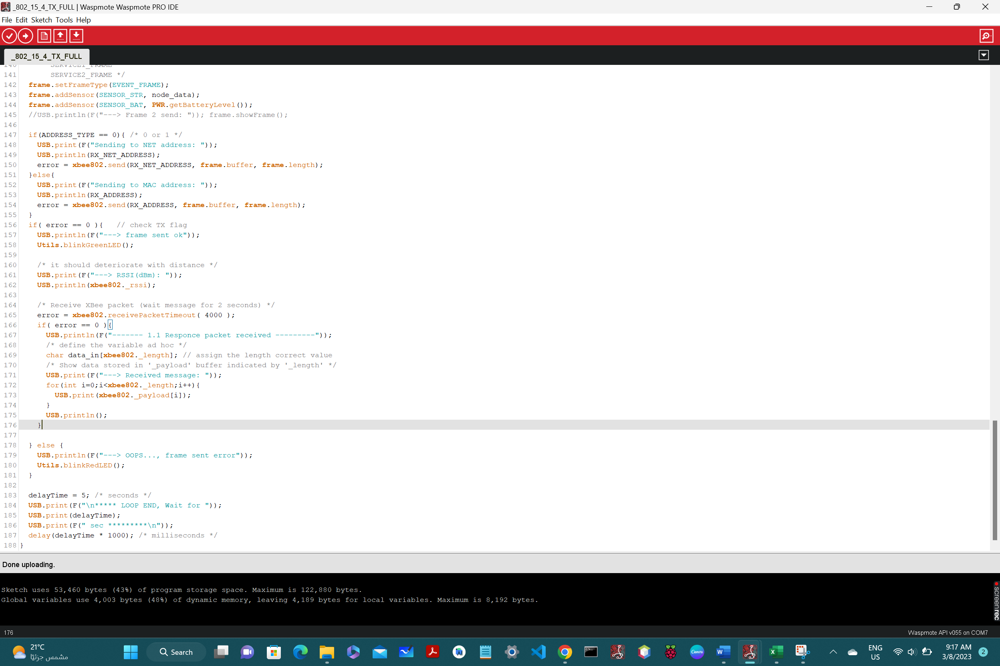 _802_15_4_TX_FULL | Waspmote Waspmote PRO IDE
File Edit Sketch Tools Help
_802_15_4_TX_FULL
140 SERVICE1_FRAME
141 SERVICE2_FRAME */
142 frame.setFrameType(EVENT_FRAME);
143 frame.addSensor(SENSOR_STR, node_data);
144 frame.addSensor(SENSOR_BAT, PWR.getBatteryLevel());
145 //USB.println(F("---> Frame 2 send: ")); frame.showFrame();
146
147 if(ADDRESS_TYPE == 0){ /* 0 or 1 */
148 USB.print(F("Sending to NET address: "));
149 USB.println(RX_NET_ADDRESS);
150 error = xbee802.send(RX_NET_ADDRESS, frame.buffer, frame.length);
151 }else{
152 USB.print(F("Sending to MAC address: "));
153 USB.println(RX_ADDRESS);
154 error = xbee802.send(RX_ADDRESS, frame.buffer, frame.length);
155 }
156 if( error == 0 ){ // check TX flag
157 USB.println(F("---> frame sent ok"));
158 Utils.blinkGreenLED();
159
160 /* it should deteriorate with distance */
161 USB.print(F("---> RSSI(dBm): "));
162 USB.println(xbee802._rssi);
163
164 /* Receive XBee packet (wait message for 2 seconds) */
165 error = xbee802.receivePacketTimeout( 4000 );
166 if( error == 0 ){
167 USB.println(F("------- 1.1 Responce packet received ---------"));
168 /* define the variable ad hoc */
169 char data_in[xbee802._length]; // assign the length correct value
170 /* Show data stored in '_payload' buffer indicated by '_length' */
171 USB.print(F("---> Received message: "));
172 for(int i=0;i<xbee802._length;i++){
173 USB.print(xbee802._payload[i]);
174 }
175 USB.println();
176 }
177
178 } else {
179 USB.println(F("---> OOPS..., frame sent error"));
180 Utils.blinkRedLED();
181 }
182
183 delayTime = 5; /* seconds */
184 USB.print(F("\n***** LOOP END, Wait for "));
185 USB.print(delayTime);
186 USB.print(F(" sec *********\n"));
187 delay(delayTime * 1000); /* milliseconds */
188 }
Done uploading.
Sketch uses 53,460 bytes (43%) of program storage space. Maximum is 122,880 bytes.
Global variables use 4,003 bytes (48%) of dynamic memory, leaving 4,189 bytes for local variables. Maximum is 8,192 bytes.
screenrec
176
Waspmote API v055 on COM7
21°C
مشمس جزئيًا
Search
Canva
ENG
US
9:17 AM
3/8/2023
2